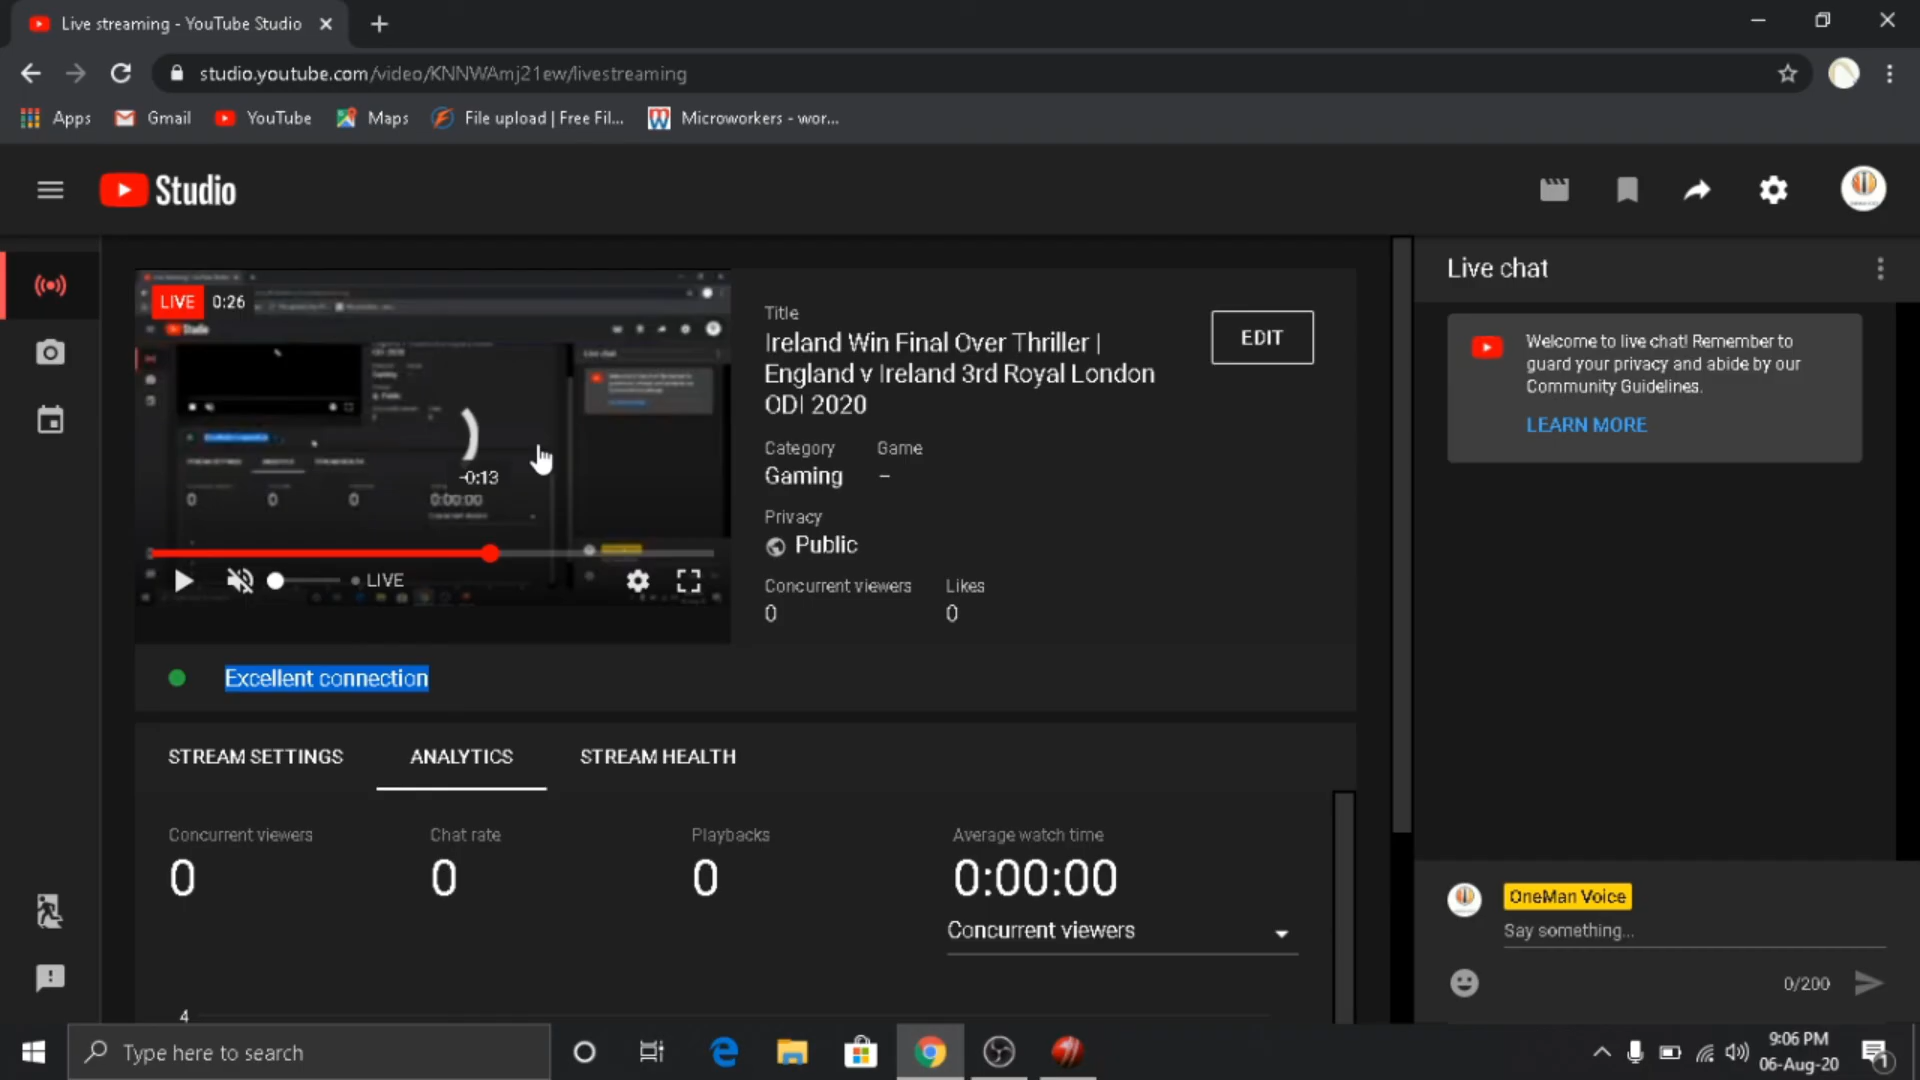 Live streaming - YouTube Studio
studio.youtube.com/video/KNNWAmj21ew/livestreaming
Apps
Gmail
YouTube
Maps
File upload | Free Fil...
Microworkers - wor...
Studio
LIVE 0:26
-0:13
LIVE
Title
Ireland Win Final Over Thriller |
England v Ireland 3rd Royal London
ODI 2020
EDIT
Category Game
Gaming –
Privacy
Public
Concurrent viewers Likes
0 0
Excellent connection
STREAM SETTINGS ANALYTICS STREAM HEALTH
Concurrent viewers Chat rate Playbacks Average watch time
0 0 0 0:00:00
Concurrent viewers
4
Live chat
Welcome to live chat! Remember to
guard your privacy and abide by our
Community Guidelines.
LEARN MORE
OneMan Voice
Say something...
0/200
Type here to search
9:06 PM
06-Aug-20
1